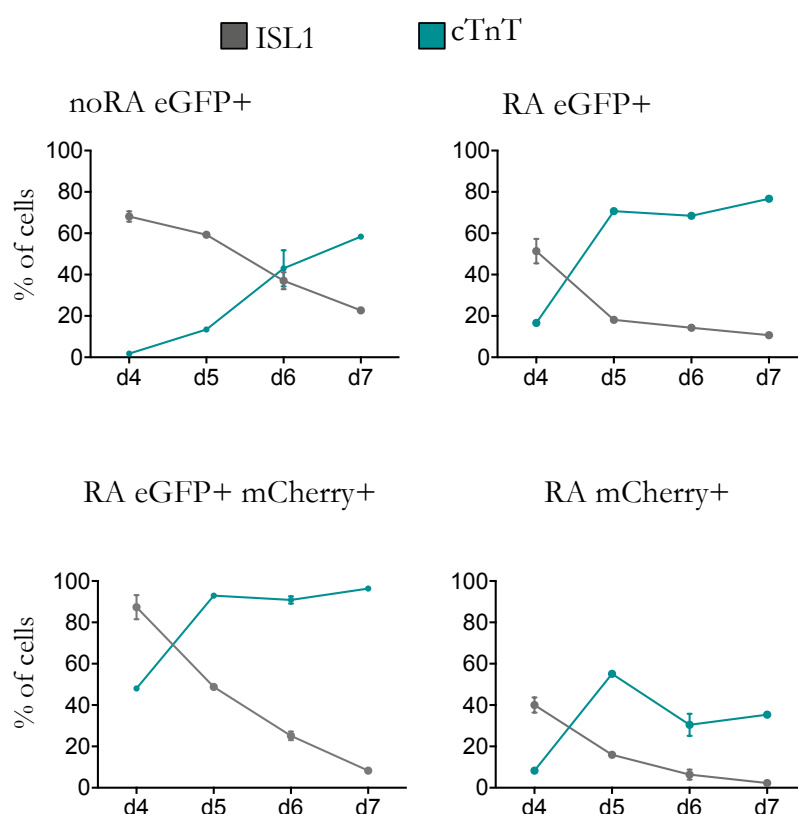 ISL1 cTnT
noRA eGFP+ RA eGFP+
100 100
80 80
60 60
40 40
20 20
0 0
% of cells
d4 d5 d6 d7 d4 d5 d6 d7
RA eGFP+ mCherry+ RA mCherry+
100 100
80 80
60 60
40 40
20 20
0 0
% of cells
d4 d5 d6 d7 d4 d5 d6 d7